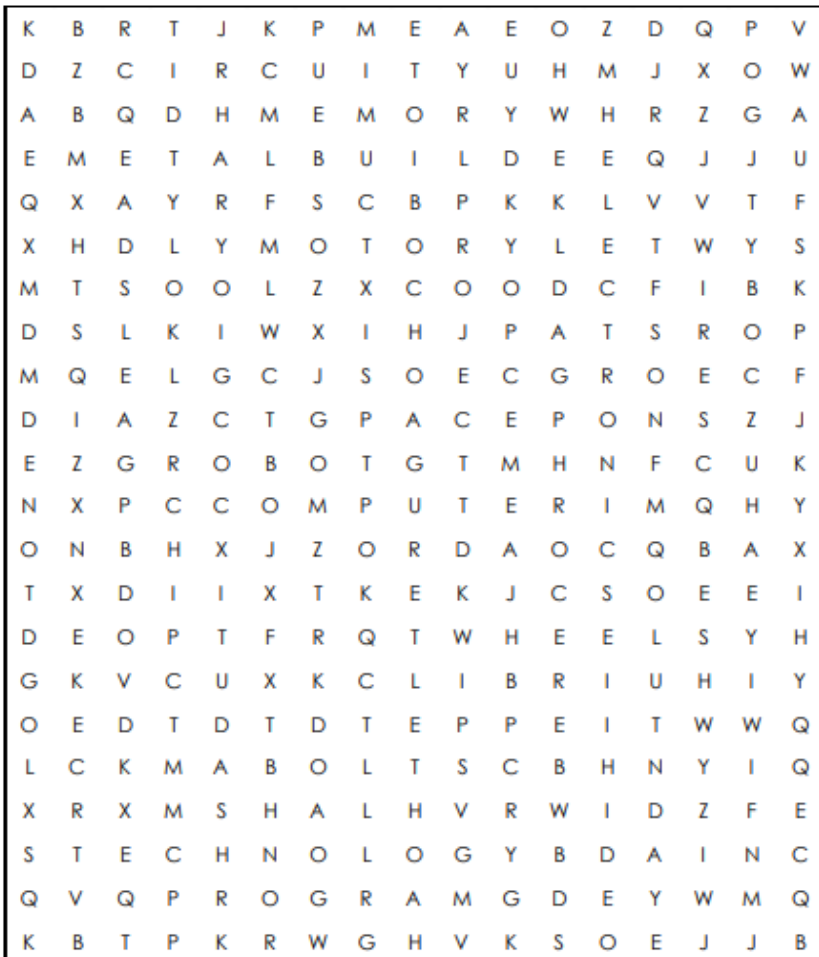 K B R T J K P M E A E O Z D Q P V
D Z C I R C U I T Y U H M J X O W
A B Q D H M E M O R Y W H R Z G A
E M E T A L B U I L D E E Q J J U
Q X A Y R F S C B P K K L V V T F
X H D L Y M O T O R Y L E T W Y S
M T S O O L Z X C O O D C F I B K
D S L K I W X I H J P A T S R O P
M Q E L G C J S O E C G R O E C F
D I A Z C T G P A C E P O N S Z J
E Z G R O B O T G T M H N F C U K
N X P C C O M P U T E R I M Q H Y
O N B H X J Z O R D A O C Q B A X
T X D I I X T K E K J C S O E E I
D E O P T F R Q T W H E E L S Y H
G K V C U X K C L I B R I U H I Y
O E D T D T D T E P P E I T W W Q
L C K M A B O L T S C B H N Y I Q
X R X M S H A L H V R W I D Z F E
S T E C H N O L O G Y B D A I N C
Q V Q P R O G R A M G D E Y W M Q
K B T P K R W G H V K S O E J J B